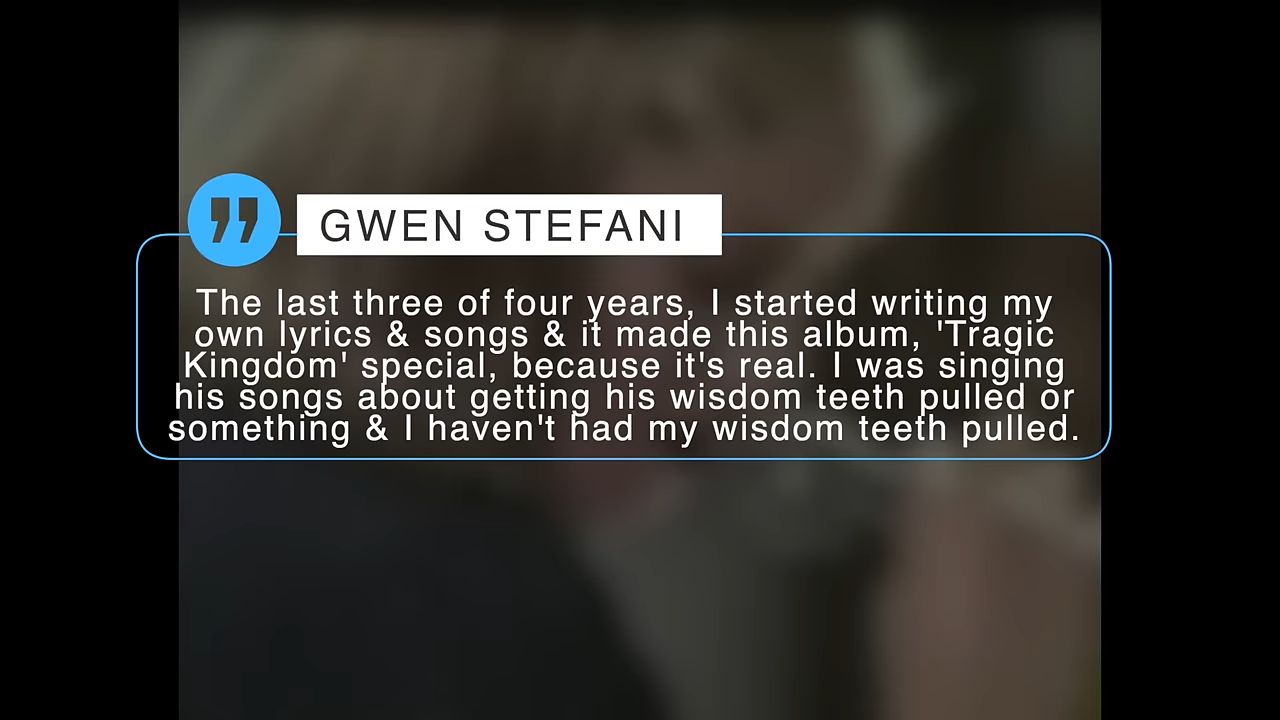 GWEN STEFANI
The last three of four years, I started writing my
own lyrics & songs & it made this album, 'Tragic
Kingdom' special, because it's real. I was singing
his songs about getting his wisdom teeth pulled or
something & I haven't had my wisdom teeth pulled.